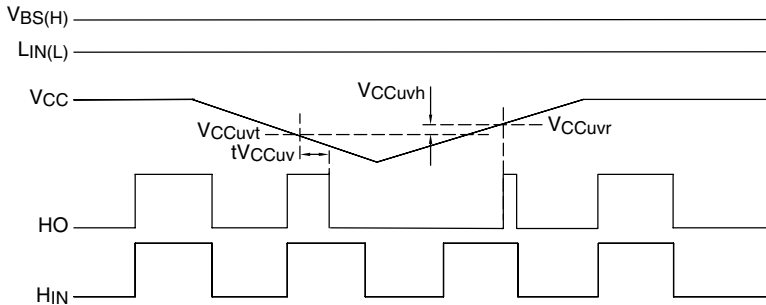 VBS(H)
LIN(L)
VCCuvh
VCC
VCCuvt
VCCuvr
tVCCuv
HO
HIN